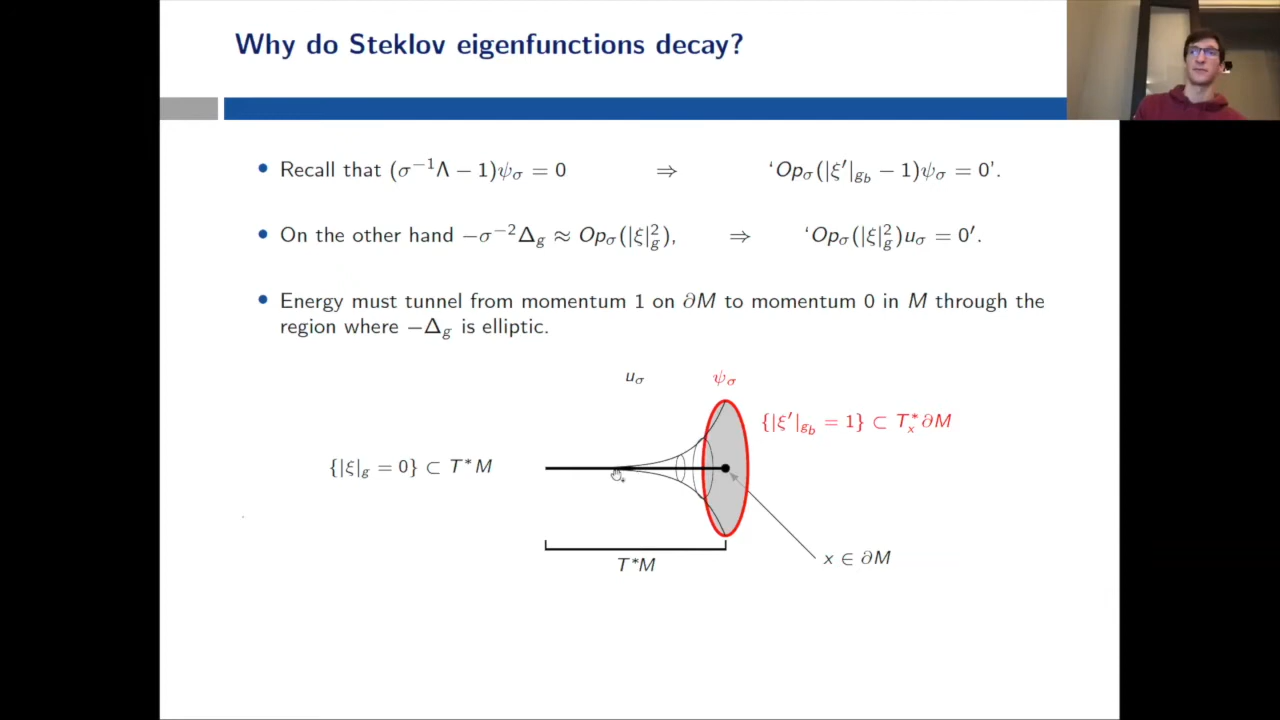 Why do Steklov eigenfunctions decay?
• Recall that (σ⁻¹Λ − 1)ψ_σ = 0 ⇒ ‘Op_σ(|ξ′|_{g_b} − 1)ψ_σ = 0’.
• On the other hand −σ⁻²Δ_g ≈ Op_σ(|ξ|²_g), ⇒ ‘Op_σ(|ξ|²_g)u_σ = 0′.
• Energy must tunnel from momentum 1 on ∂M to momentum 0 in M through the
region where −Δ_g is elliptic.
u_σ ψ_σ
{|ξ′|_{g_b} = 1} ⊂ T*_x ∂M
{|ξ|_g = 0} ⊂ T*M
x ∈ ∂M
T*M